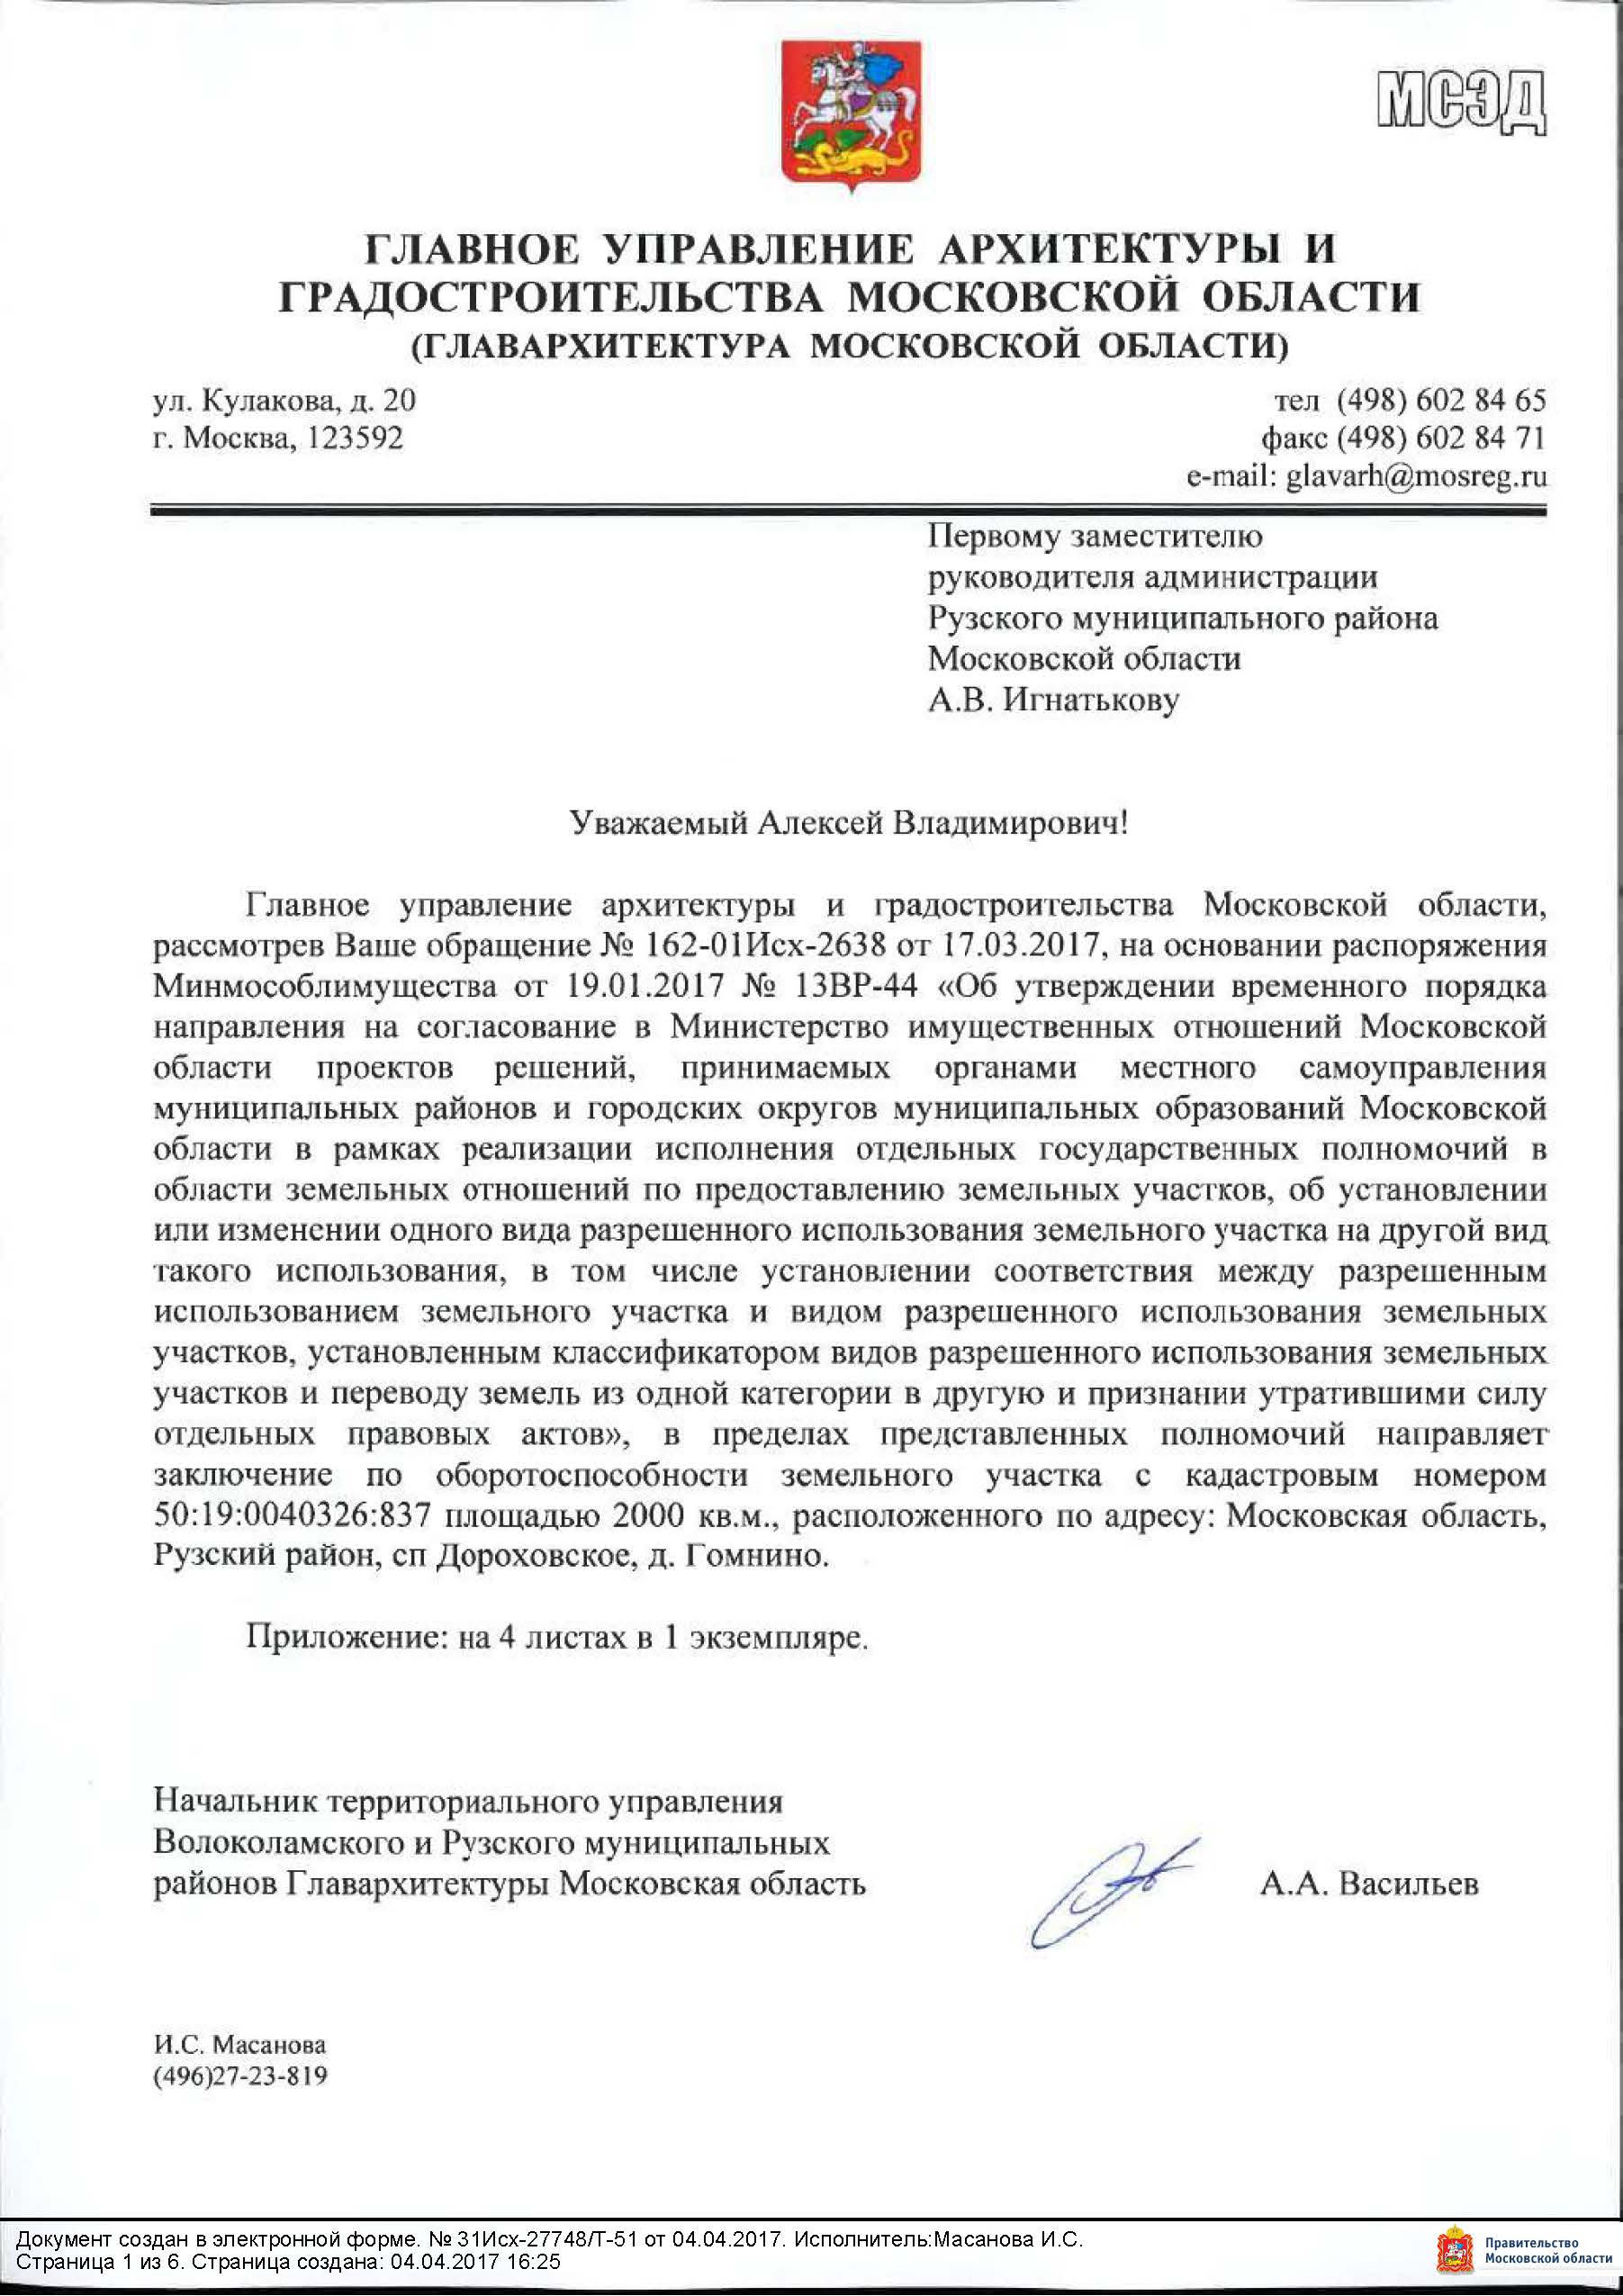 МСЭД
ГЛАВНОЕ УПРАВЛЕНИЕ АРХИТЕКТУРЫ И
ГРАДОСТРОИТЕЛЬСТВА МОСКОВСКОЙ ОБЛАСТИ
(ГЛАВАРХИТЕКТУРА МОСКОВСКОЙ ОБЛАСТИ)
ул. Кулакова, д. 20
г. Москва, 123592
тел (498) 602 84 65
факс (498) 602 84 71
e-mail: glavarh@mosreg.ru
Первому заместителю
руководителя администрации
Рузского муниципального района
Московской области
А.В. Игнатькову
Уважаемый Алексей Владимирович!
Главное управление архитектуры и градостроительства Московской области,
рассмотрев Ваше обращение № 162-01Исх-2638 от 17.03.2017, на основании распоряжения
Минмособлимущества от 19.01.2017 № 13ВР-44 «Об утверждении временного порядка
направления на согласование в Министерство имущественных отношений Московской
области проектов решений, принимаемых органами местного самоуправления
муниципальных районов и городских округов муниципальных образований Московской
области в рамках реализации исполнения отдельных государственных полномочий в
области земельных отношений по предоставлению земельных участков, об установлении
или изменении одного вида разрешенного использования земельного участка на другой вид
такого использования, в том числе установлении соответствия между разрешенным
использованием земельного участка и видом разрешенного использования земельных
участков, установленным классификатором видов разрешенного использования земельных
участков и переводу земель из одной категории в другую и признании утратившими силу
отдельных правовых актов», в пределах представленных полномочий направляет
заключение по оборотоспособности земельного участка с кадастровым номером
50:19:0040326:837 площадью 2000 кв.м., расположенного по адресу: Московская область,
Рузский район, сп Дороховское, д. Гомнино.
Приложение: на 4 листах в 1 экземпляре.
Начальник территориального управления
Волоколамского и Рузского муниципальных
районов Главархитектуры Московская область
А.А. Васильев
И.С. Масанова
(496)27-23-819
Документ создан в электронной форме. № 31Исх-27748/Т-51 от 04.04.2017. Исполнитель:Масанова И.С.
Страница 1 из 6. Страница создана: 04.04.2017 16:25
Правительство
Московской области